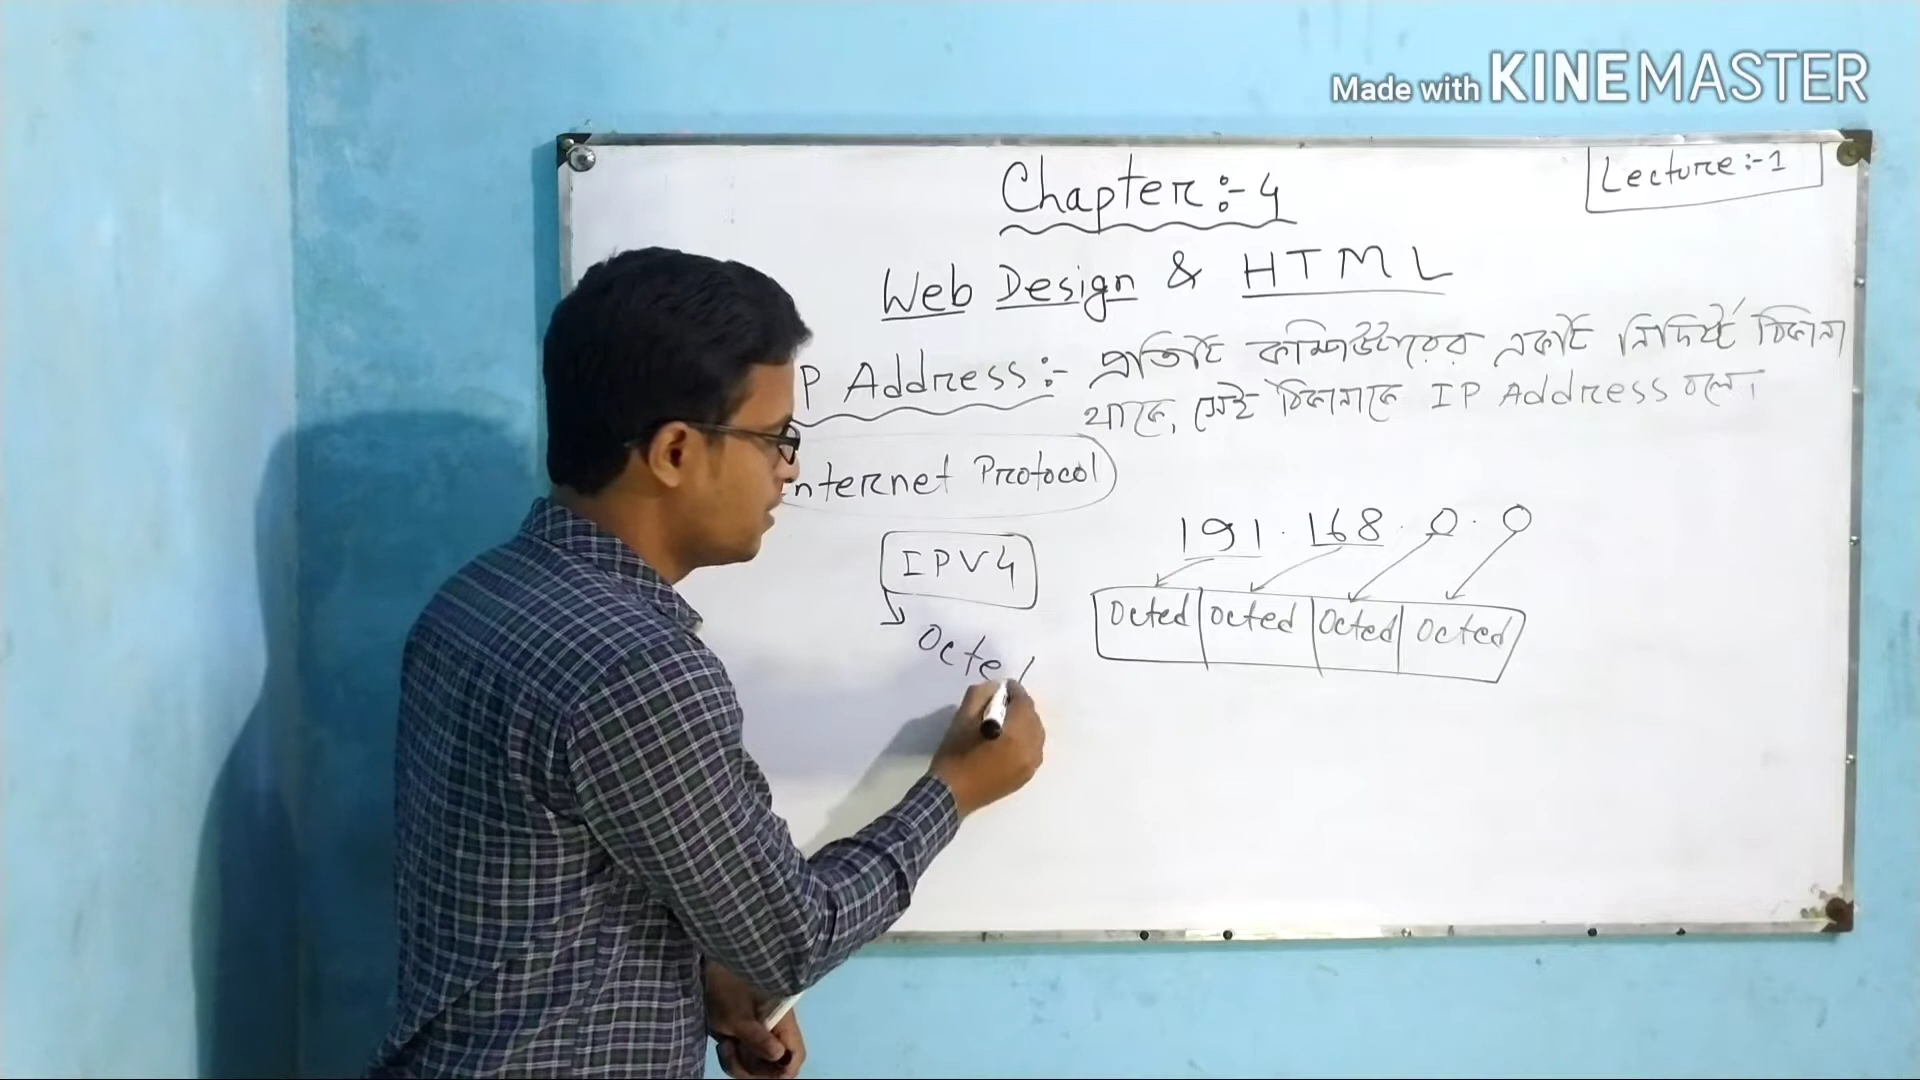 Made with KINEMASTER
Lecture:-1
Chapter:-4
Web Design & HTML
P Address:- প্রতিটি কম্পিউটারের একটি নির্দিষ্ট ঠিকানা
থাকে, সেই ঠিকানাকে IP Address বলে।
nternet Protocol
191.168.0.0
IPV4
Octed Octed Octed Octed
Octe